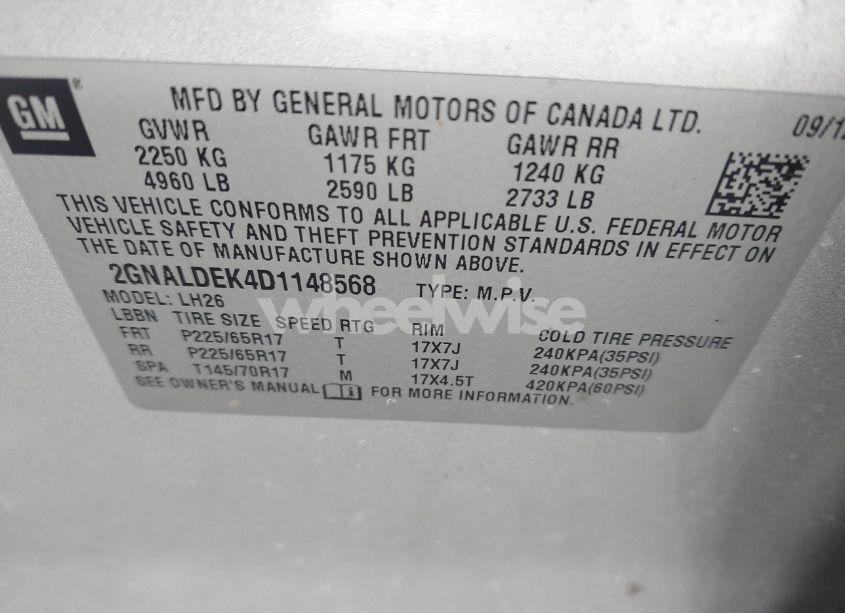 GM
MFD BY GENERAL MOTORS OF CANADA LTD. 09/12
GVWR GAWR FRT GAWR RR
2250 KG 1175 KG 1240 KG
4960 LB 2590 LB 2733 LB
THIS VEHICLE CONFORMS TO ALL APPLICABLE U.S. FEDERAL MOTOR
VEHICLE SAFETY AND THEFT PREVENTION STANDARDS IN EFFECT ON
THE DATE OF MANUFACTURE SHOWN ABOVE.
2GNALDEK4D1148568 TYPE: M.P.V.
MODEL: LH26
LBBN TIRE SIZE SPEED RTG RIM COLD TIRE PRESSURE
FRT P225/65R17 T 17X7J 240KPA(35PSI)
RR P225/65R17 T 17X7J 240KPA(35PSI)
SPA T145/70R17 M 17X4.5T 420KPA(60PSI)
SEE OWNER'S MANUAL FOR MORE INFORMATION.
wheelwise